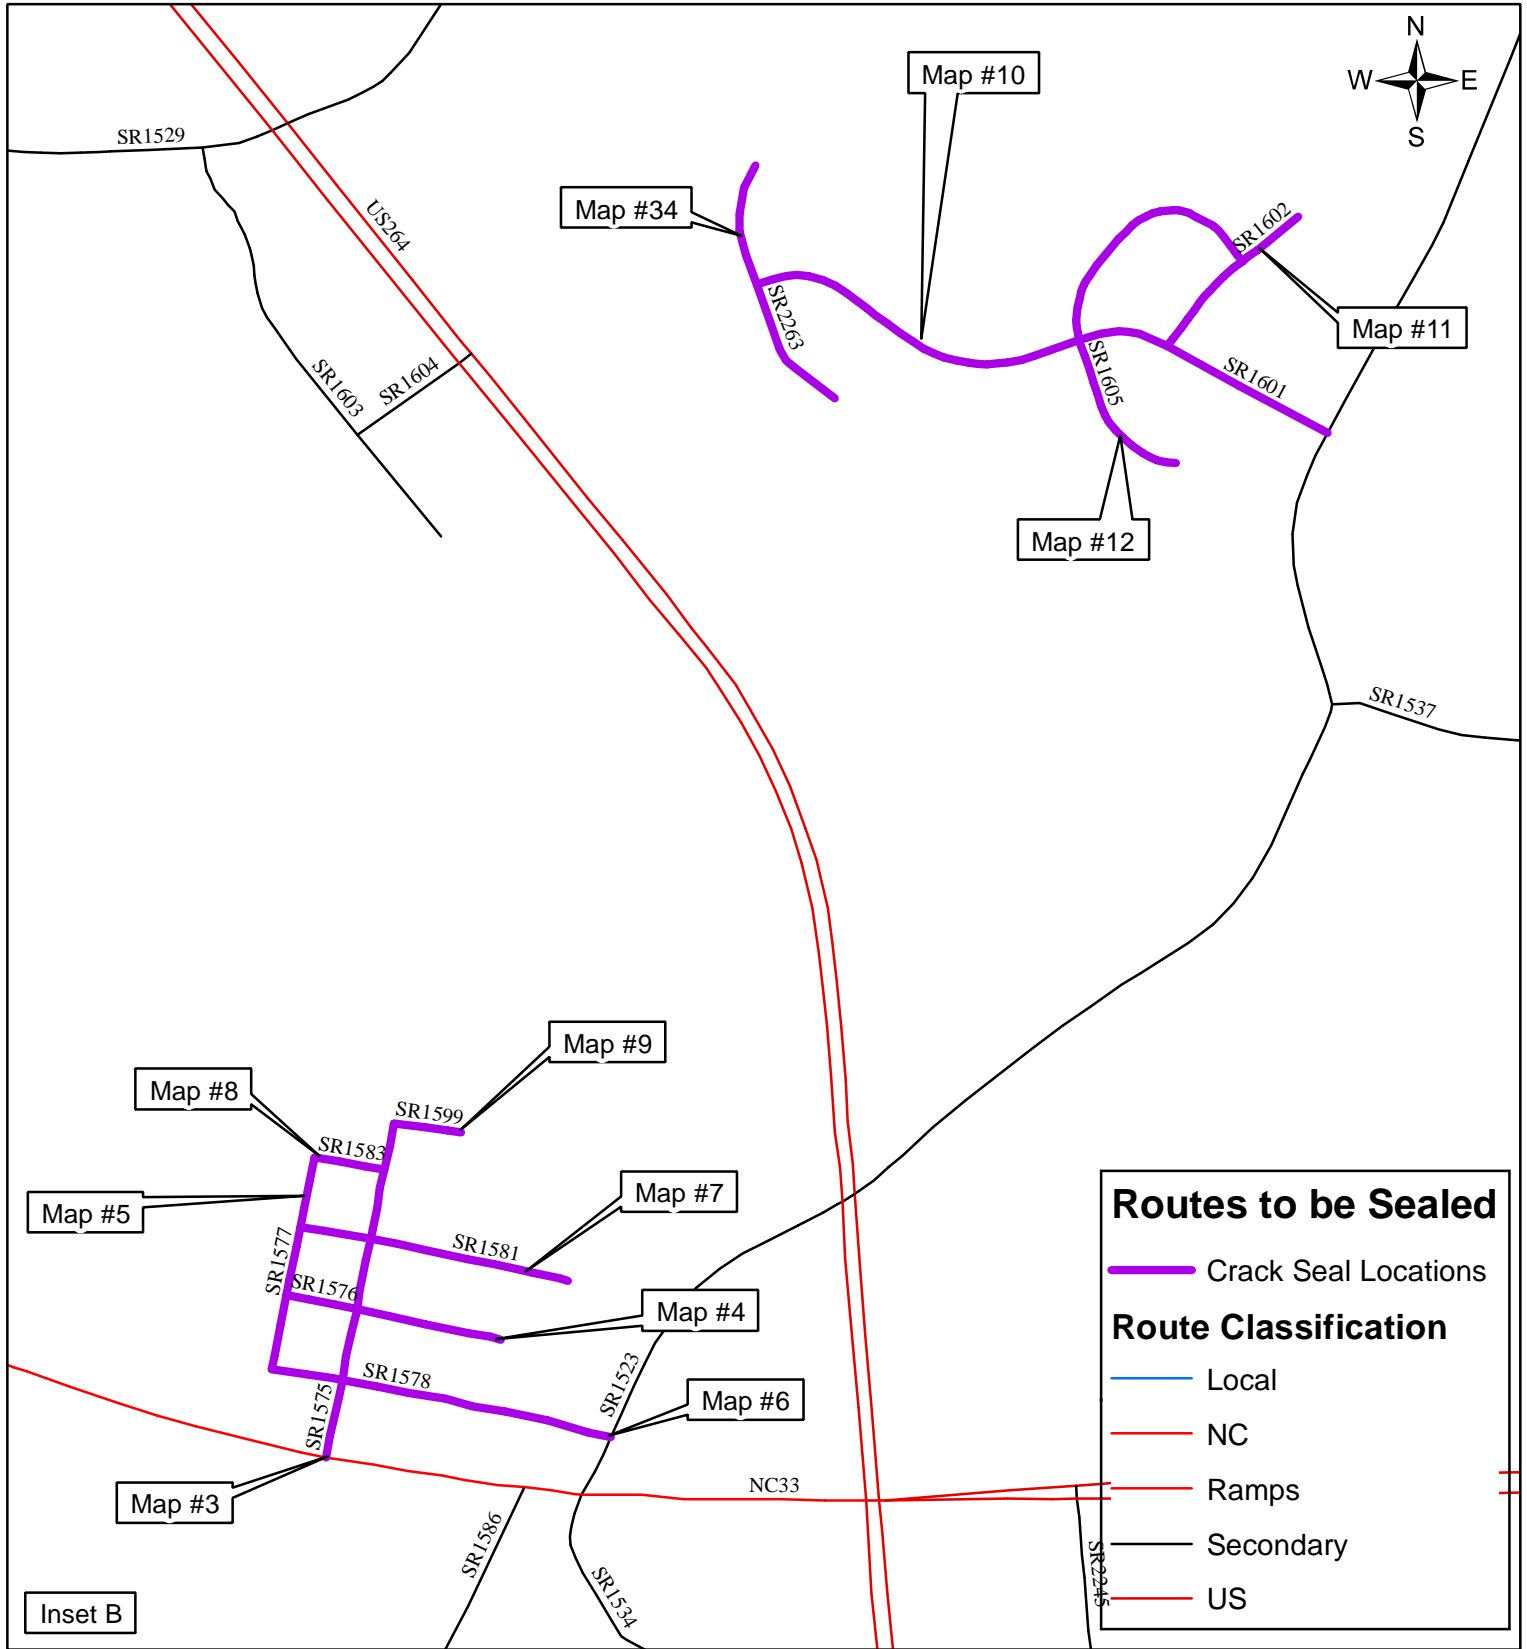 N
W E
S
Map #10
SR1529
Map #34
US264
SR1602
SR2263
Map #11
SR1605
SR1601
SR1604
SR1603
Map #12
SR1537
Map #9
Map #8
SR1599
SR1583
Map #7
Map #5
SR1577
SR1581
SR1576
Map #4
SR1578
SR1523
SR1575
Map #6
Map #3
NC33
SR1586
SR1534
SR2245
Routes to be Sealed
Crack Seal Locations
Route Classification
Local
NC
Ramps
Secondary
US
Inset B